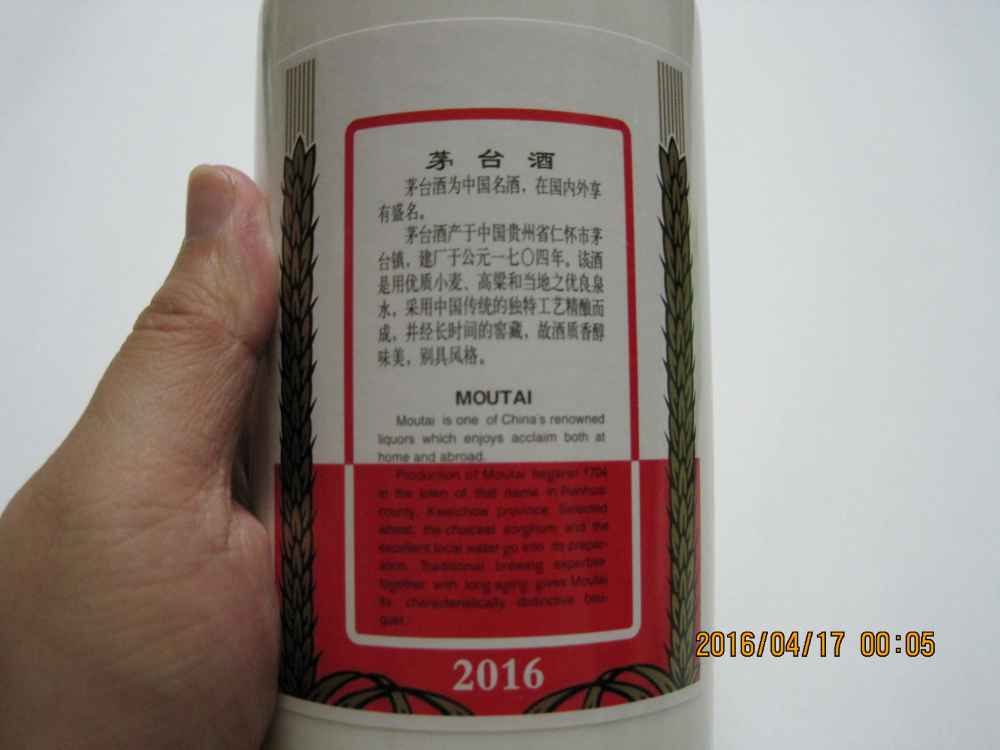 茅台酒
茅台酒为中国名酒，在国内外享
有盛名。
茅台酒产于中国贵州省仁怀市茅
台镇，建厂于公元一七〇四年。该酒
是用优质小麦、高粱和当地之优良泉
水，采用中国传统的独特工艺精酿而
成，并经长时间的窖藏，故酒质香醇
味美，别具风格。
MOUTAI
Moutai is one of China's renowned
liquors which enjoys acclaim both at
home and abroad.
Production of Moutai 1704
in the town of that name in
county, Kweichow province. Selected
wheat, the choicest sorghum and the
excellent local water go into its prepar-
ation. Traditional brewing
together with long aging gives Moutai
its characteristically distinctive bou-
quet.
2016
2016/04/17 00:05